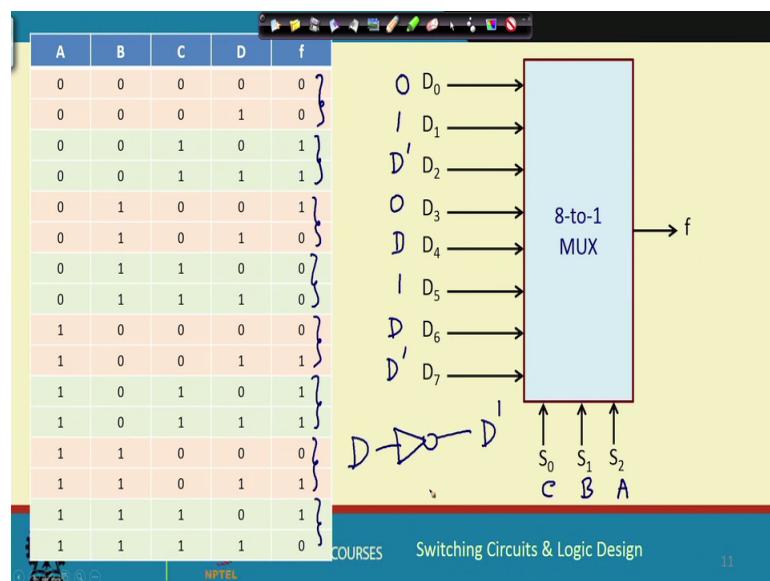 A B C D f
0 0 0 0 0
0 0 0 1 0
0 0 1 0 1
0 0 1 1 1
0 1 0 0 1
0 1 0 1 0
0 1 1 0 0
0 1 1 1 0
1 0 0 0 0
1 0 0 1 1
1 0 1 0 1
1 0 1 1 1
1 1 0 0 0
1 1 0 1 1
1 1 1 0 1
1 1 1 1 0
0 D0
1 D1
D' D2
0 D3
D D4
1 D5
D D6
D' D7
8-to-1
MUX
f
S0 S1 S2
C B A
D D'
COURSES
NPTEL
Switching Circuits & Logic Design
11